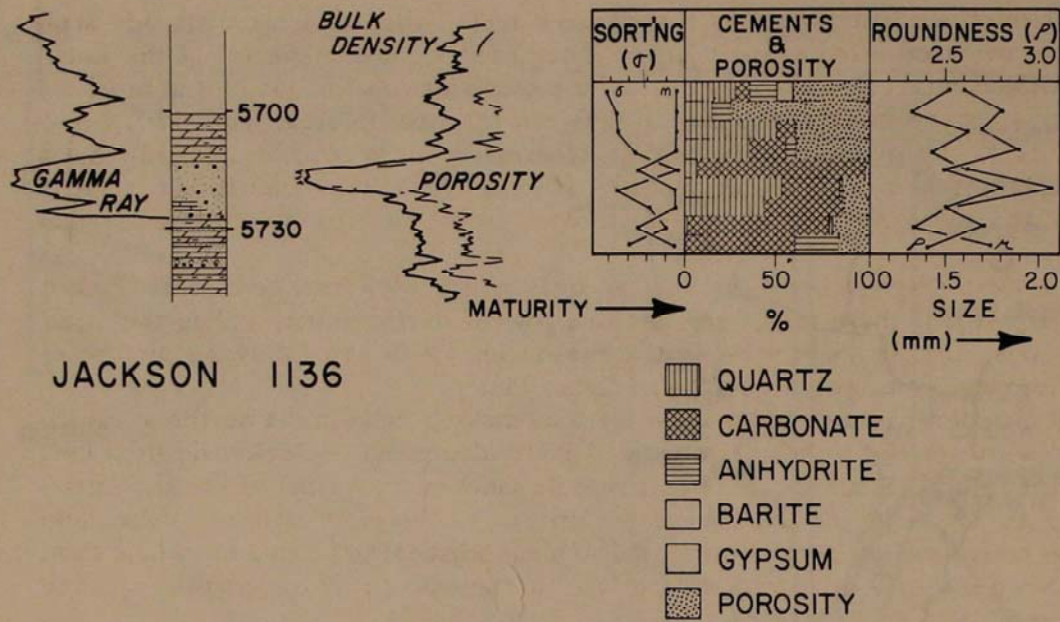 BULK DENSITY
SORT'NG (σ)
CEMENTS & POROSITY
ROUNDNESS (ρ)
2.5 3.0
σ m
5700
GAMMA RAY
POROSITY
5730
ρ r
0 50 100
1.5 2.0
MATURITY
%
SIZE (mm)
JACKSON 1136
QUARTZ
CARBONATE
ANHYDRITE
BARITE
GYPSUM
POROSITY